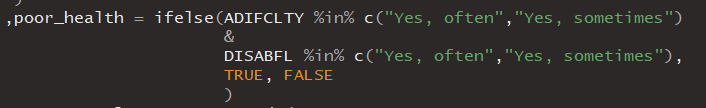 ,poor_health = ifelse(ADIFCLTY %in% c("Yes, often","Yes, sometimes")
&
DISABFL %in% c("Yes, often","Yes, sometimes"),
TRUE, FALSE
)